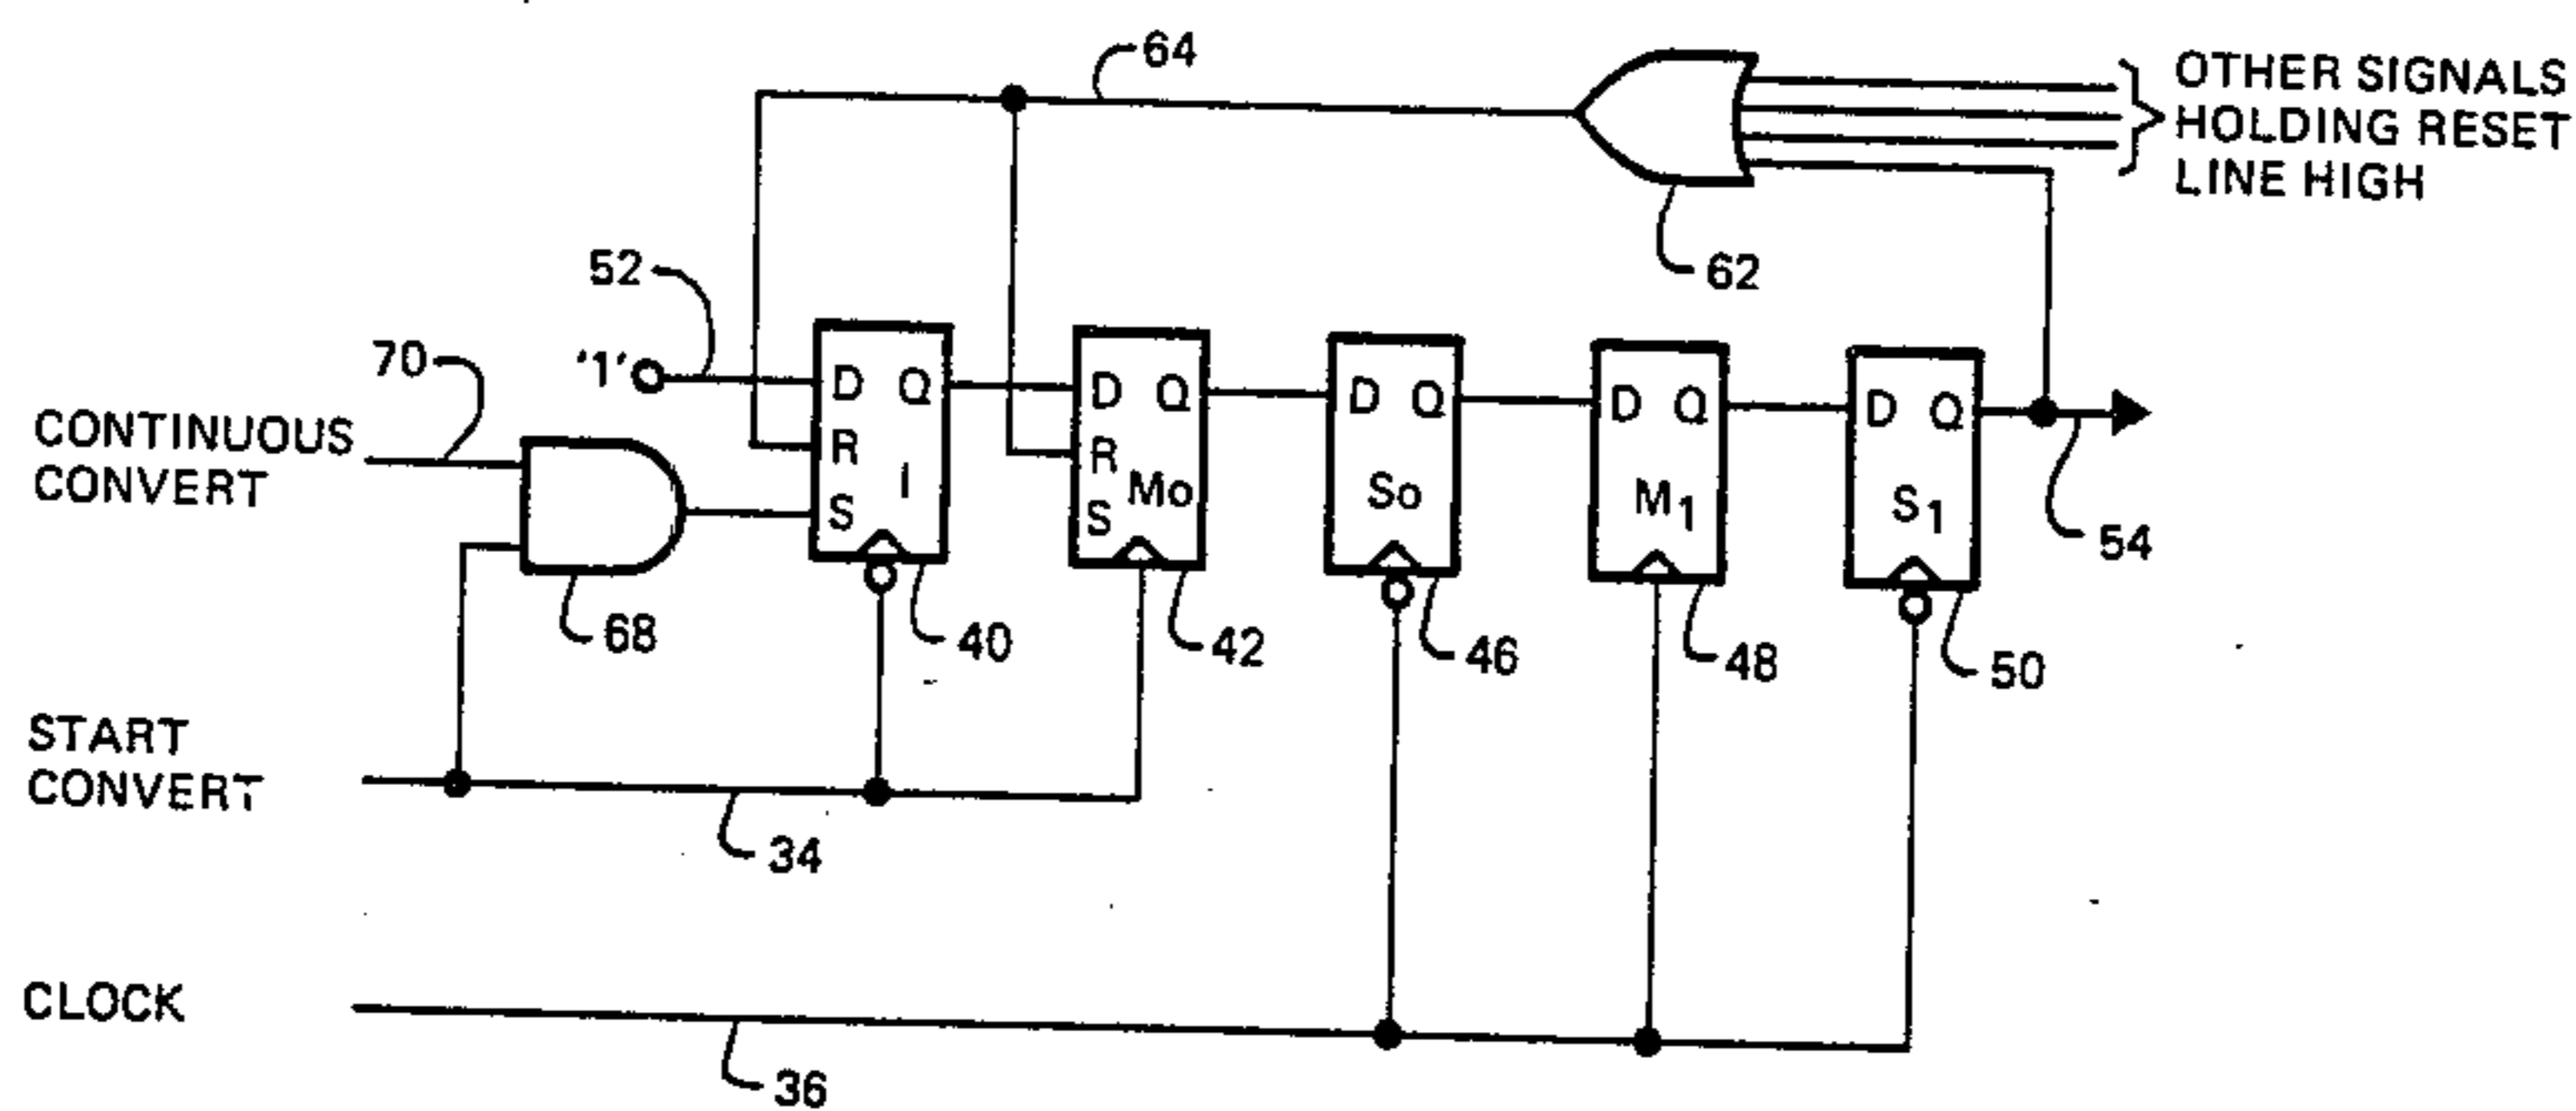 64
OTHER SIGNALS
HOLDING RESET
LINE HIGH
62
52
'1'
70
CONTINUOUS
CONVERT
D Q
R
S
I
D Q
R
S
Mo
D Q
So
D Q
M1
D Q
S1
54
68
40
42
46
48
50
START
CONVERT
34
CLOCK
36